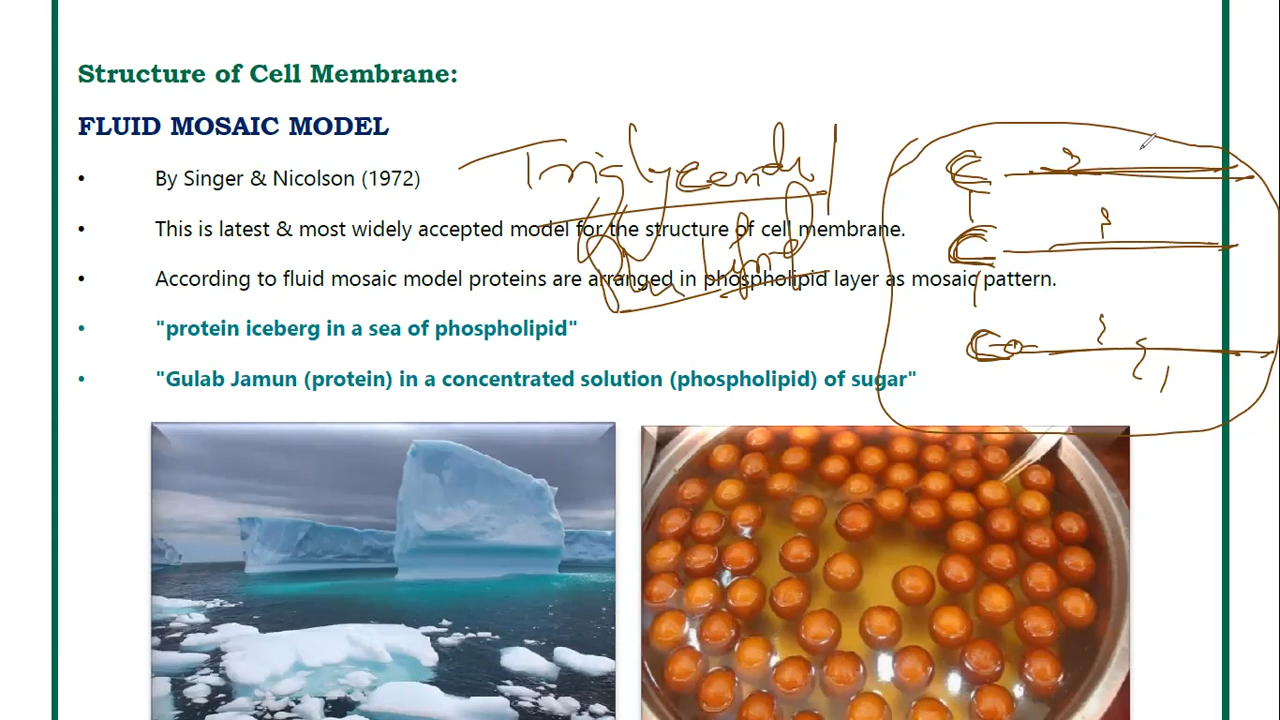 Structure of Cell Membrane:
FLUID MOSAIC MODEL
• By Singer & Nicolson (1972)
• This is latest & most widely accepted model for the structure of cell membrane.
• According to fluid mosaic model proteins are arranged in phospholipid layer as mosaic pattern.
• "protein iceberg in a sea of phospholipid"
• "Gulab Jamun (protein) in a concentrated solution (phospholipid) of sugar"
C
C
C